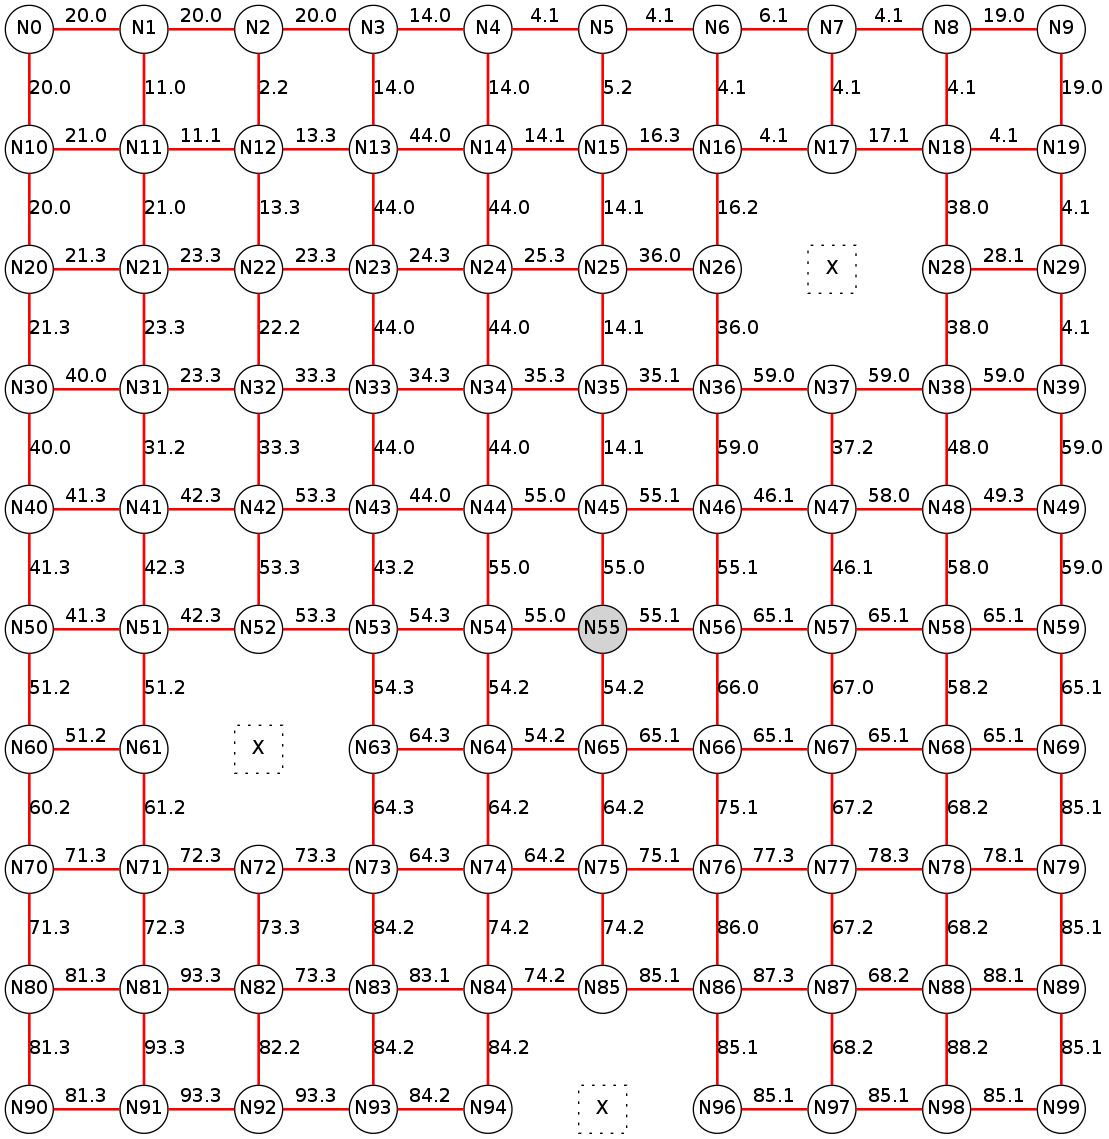 N0 20.0 N1 20.0 N2 20.0 N3 14.0 N4 4.1 N5 4.1 N6 6.1 N7 4.1 N8 19.0 N9
20.0 11.0 2.2 14.0 14.0 5.2 4.1 4.1 4.1 19.0
N10 21.0 N11 11.1 N12 13.3 N13 44.0 N14 14.1 N15 16.3 N16 4.1 N17 17.1 N18 4.1 N19
20.0 21.0 13.3 44.0 44.0 14.1 16.2 38.0 4.1
N20 21.3 N21 23.3 N22 23.3 N23 24.3 N24 25.3 N25 36.0 N26 X N28 28.1 N29
21.3 23.3 22.2 44.0 44.0 14.1 36.0 38.0 4.1
N30 40.0 N31 23.3 N32 33.3 N33 34.3 N34 35.3 N35 35.1 N36 59.0 N37 59.0 N38 59.0 N39
40.0 31.2 33.3 44.0 44.0 14.1 59.0 37.2 48.0 59.0
N40 41.3 N41 42.3 N42 53.3 N43 44.0 N44 55.0 N45 55.1 N46 46.1 N47 58.0 N48 49.3 N49
41.3 42.3 53.3 43.2 55.0 55.0 55.1 46.1 58.0 59.0
N50 41.3 N51 42.3 N52 53.3 N53 54.3 N54 55.0 N55 55.1 N56 65.1 N57 65.1 N58 65.1 N59
51.2 51.2 54.3 54.2 54.2 66.0 67.0 58.2 65.1
N60 51.2 N61 X N63 64.3 N64 54.2 N65 65.1 N66 65.1 N67 65.1 N68 65.1 N69
60.2 61.2 64.3 64.2 64.2 75.1 67.2 68.2 85.1
N70 71.3 N71 72.3 N72 73.3 N73 64.3 N74 64.2 N75 75.1 N76 77.3 N77 78.3 N78 78.1 N79
71.3 72.3 73.3 84.2 74.2 74.2 86.0 67.2 68.2 85.1
N80 81.3 N81 93.3 N82 73.3 N83 83.1 N84 74.2 N85 85.1 N86 87.3 N87 68.2 N88 88.1 N89
81.3 93.3 82.2 84.2 84.2 85.1 68.2 88.2 85.1
N90 81.3 N91 93.3 N92 93.3 N93 84.2 N94 X N96 85.1 N97 85.1 N98 85.1 N99